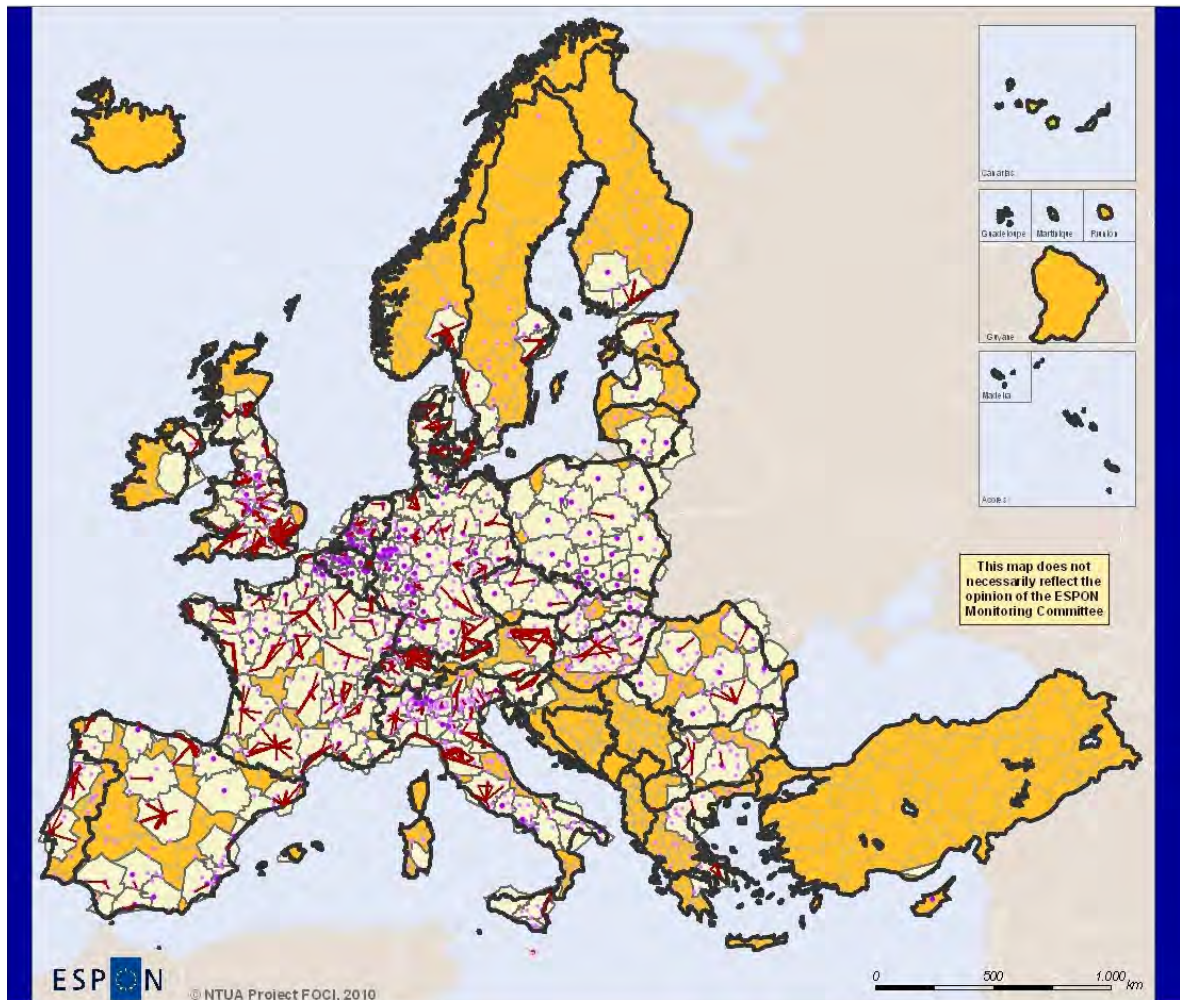 Canarias
Guadeloupe
Martinique
Réunion
Guyane
Madeira
Acores
This map does not
necessarily reflect the
opinion of the ESPON
Monitoring Committee
ESPON
© NTUA Project FOCI, 2010
0 500 1.000
km